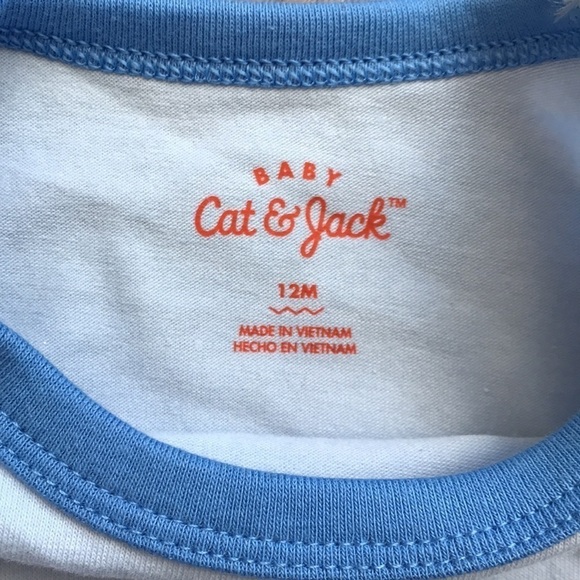 BABY
Cat & Jack™
12M
MADE IN VIETNAM
HECHO EN VIETNAM